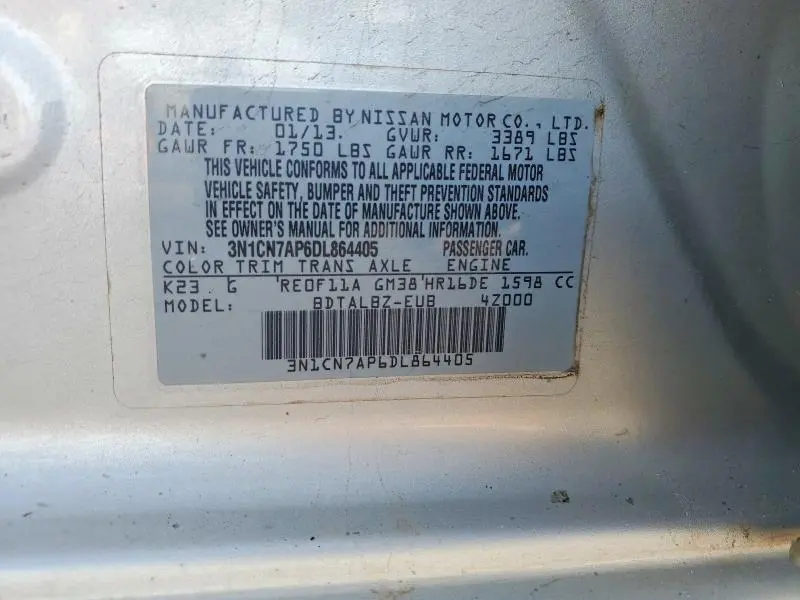 MANUFACTURED BY NISSAN MOTOR CO., LTD.
DATE: 01/13. GVWR: 3389 LBS
GAWR FR: 1750 LBS GAWR RR: 1671 LBS
THIS VEHICLE CONFORMS TO ALL APPLICABLE FEDERAL MOTOR
VEHICLE SAFETY, BUMPER AND THEFT PREVENTION STANDARDS
IN EFFECT ON THE DATE OF MANUFACTURE SHOWN ABOVE.
SEE OWNER'S MANUAL FOR ADDITIONAL INFORMATION.
VIN: 3N1CN7AP6DL864405 PASSENGER CAR.
COLOR TRIM TRANS AXLE ENGINE
K23 G RE0F11A GM38 HR16DE 1598 CC
MODEL: BDTALBZ-EUB 4Z000
3N1CN7AP6DL864405